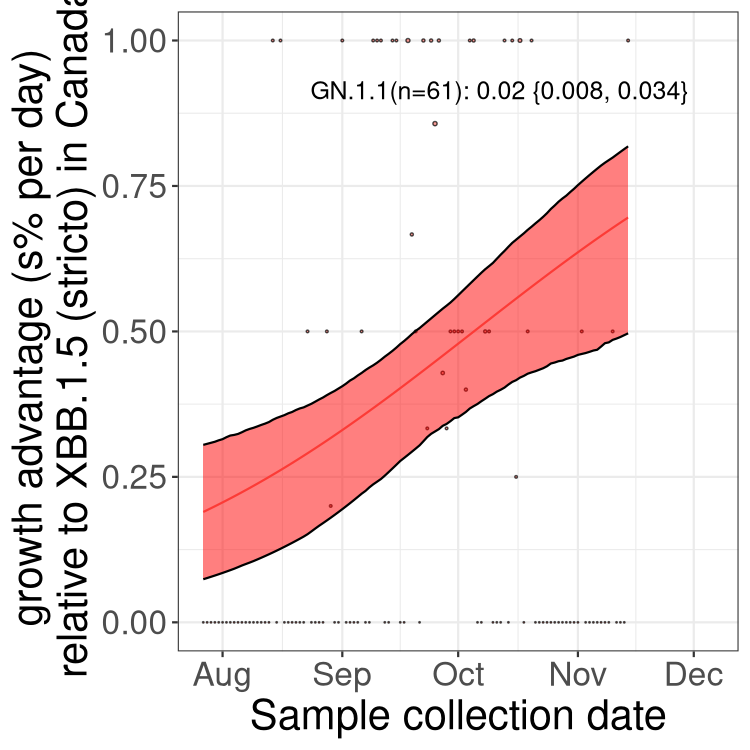 growth advantage (s% per day)
relative to XBB.1.5 (stricto) in Canada
1.00
0.75
0.50
0.25
0.00
GN.1.1(n=61): 0.02 {0.008, 0.034}
Aug Sep Oct Nov Dec
Sample collection date